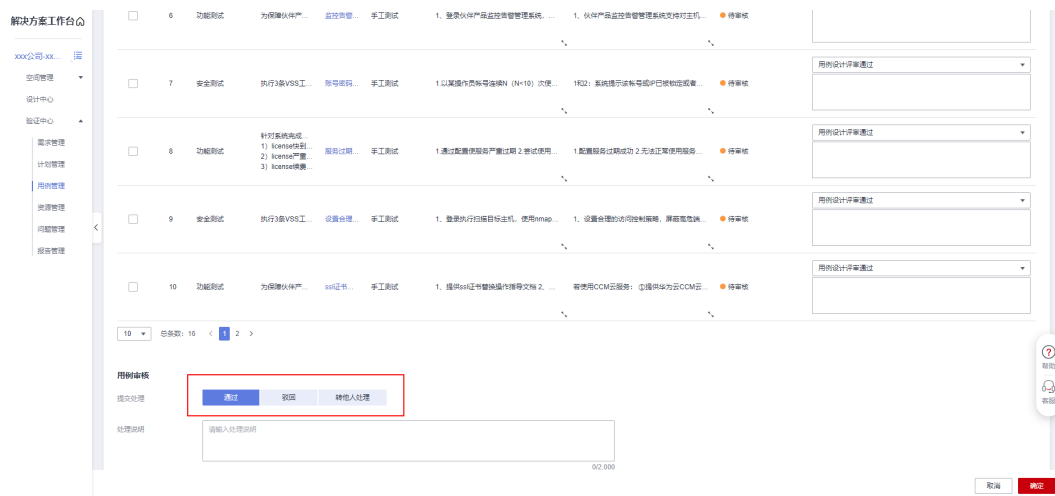 解决方案工作台
xxx公司-xx...
空间管理
设计中心
验证中心
需求管理
计划管理
用例管理
资源管理
问题管理
报告管理
6 功能测试 为保障伙伴产... 监控告警... 手工测试 1、登录伙伴产品监控告警管理系统，... 1、伙伴产品监控告警管理系统支持对主机... 待审核
用例设计评审通过
7 安全测试 执行3条VSS工... 账号密码... 手工测试 1.以某操作员帐号连续N（N<10）次使... 1和2：系统提示该帐号或IP已被锁定或者... 待审核
用例设计评审通过
针对系统完成...
1）license快到...
8 功能测试 2）license严重... 服务过期... 手工测试 1.通过配置使服务严重过期 2.尝试使用... 1.配置服务过期成功 2.无法正常使用服务... 待审核
3）license续费...
用例设计评审通过
9 安全测试 执行3条VSS工... 设置合理... 手工测试 1、登录执行扫描目标主机，使用nmap... 1、设置合理的访问控制策略，屏蔽高危端... 待审核
用例设计评审通过
10 功能测试 为保障伙伴产... ssl证书... 手工测试 1、提供ssl证书替换操作指导文档 2、... 若使用CCM云服务： ①提供华为云CCM云... 待审核
10 总条数：16 < 1 2 >
用例审核
提交处理 通过 驳回 转他人处理
处理说明 请输入处理说明
0/2,000
帮助
客服
取消 确定